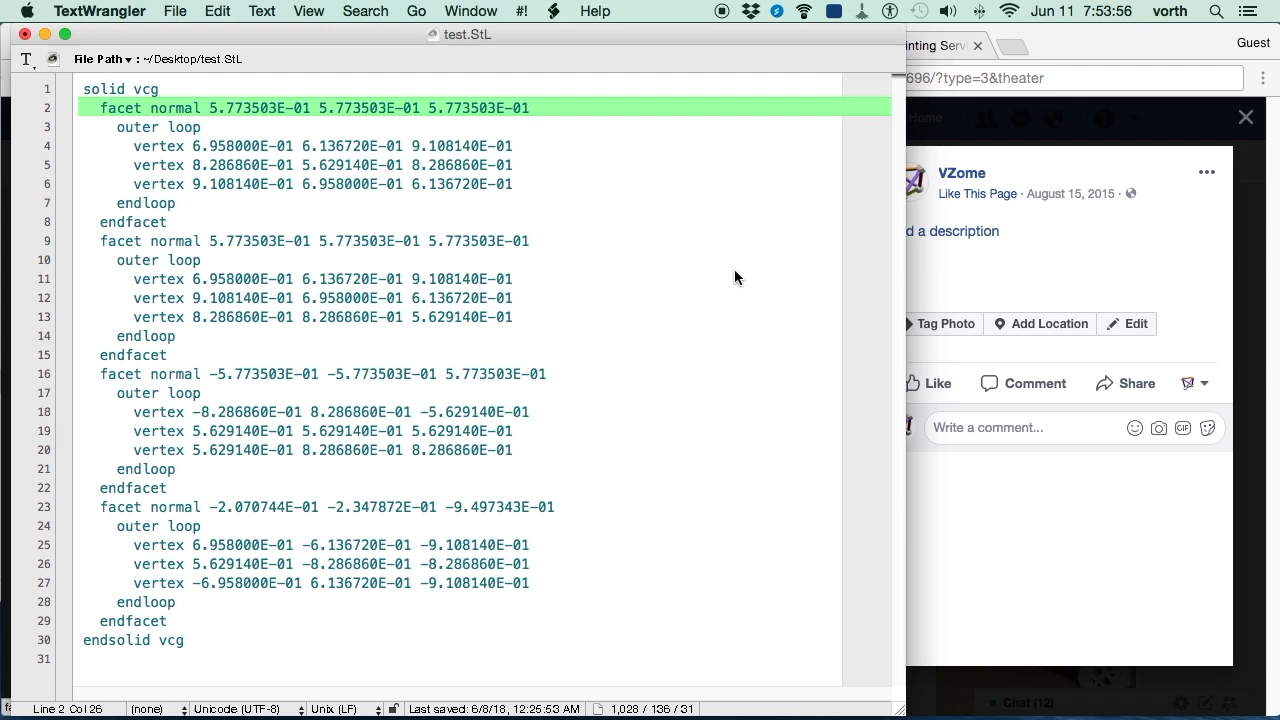 TextWrangler File Edit Text View Search Go Window #! Help Jun 11 7:53:56 vorth
test.StL
File Path ▾ : ~/Desktop/test.StL
1 solid vcg
2 facet normal 5.773503E-01 5.773503E-01 5.773503E-01
3 outer loop
4 vertex 6.958000E-01 6.136720E-01 9.108140E-01
5 vertex 8.286860E-01 5.629140E-01 8.286860E-01
6 vertex 9.108140E-01 6.958000E-01 6.136720E-01
7 endloop
8 endfacet
9 facet normal 5.773503E-01 5.773503E-01 5.773503E-01
10 outer loop
11 vertex 6.958000E-01 6.136720E-01 9.108140E-01
12 vertex 9.108140E-01 6.958000E-01 6.136720E-01
13 vertex 8.286860E-01 8.286860E-01 5.629140E-01
14 endloop
15 endfacet
16 facet normal -5.773503E-01 -5.773503E-01 5.773503E-01
17 outer loop
18 vertex -8.286860E-01 8.286860E-01 -5.629140E-01
19 vertex 5.629140E-01 5.629140E-01 5.629140E-01
20 vertex 5.629140E-01 8.286860E-01 8.286860E-01
21 endloop
22 endfacet
23 facet normal -2.070744E-01 -2.347872E-01 -9.497343E-01
24 outer loop
25 vertex 6.958000E-01 -6.136720E-01 -9.108140E-01
26 vertex 5.629140E-01 -8.286860E-01 -8.286860E-01
27 vertex -6.958000E-01 6.136720E-01 -9.108140E-01
28 endloop
29 endfacet
30 endsolid vcg
31
Line 2 Col 26 (none) Unicode (UTF-8) Unix (LF) 1,028 / 136 / 31
inting Serv
Guest
696/?type=3&theater
Home
VZome
Like This Page · August 15, 2015 ·
d a description
Tag Photo Add Location Edit
Like Comment Share
Write a comment... GIF
Chat (12)